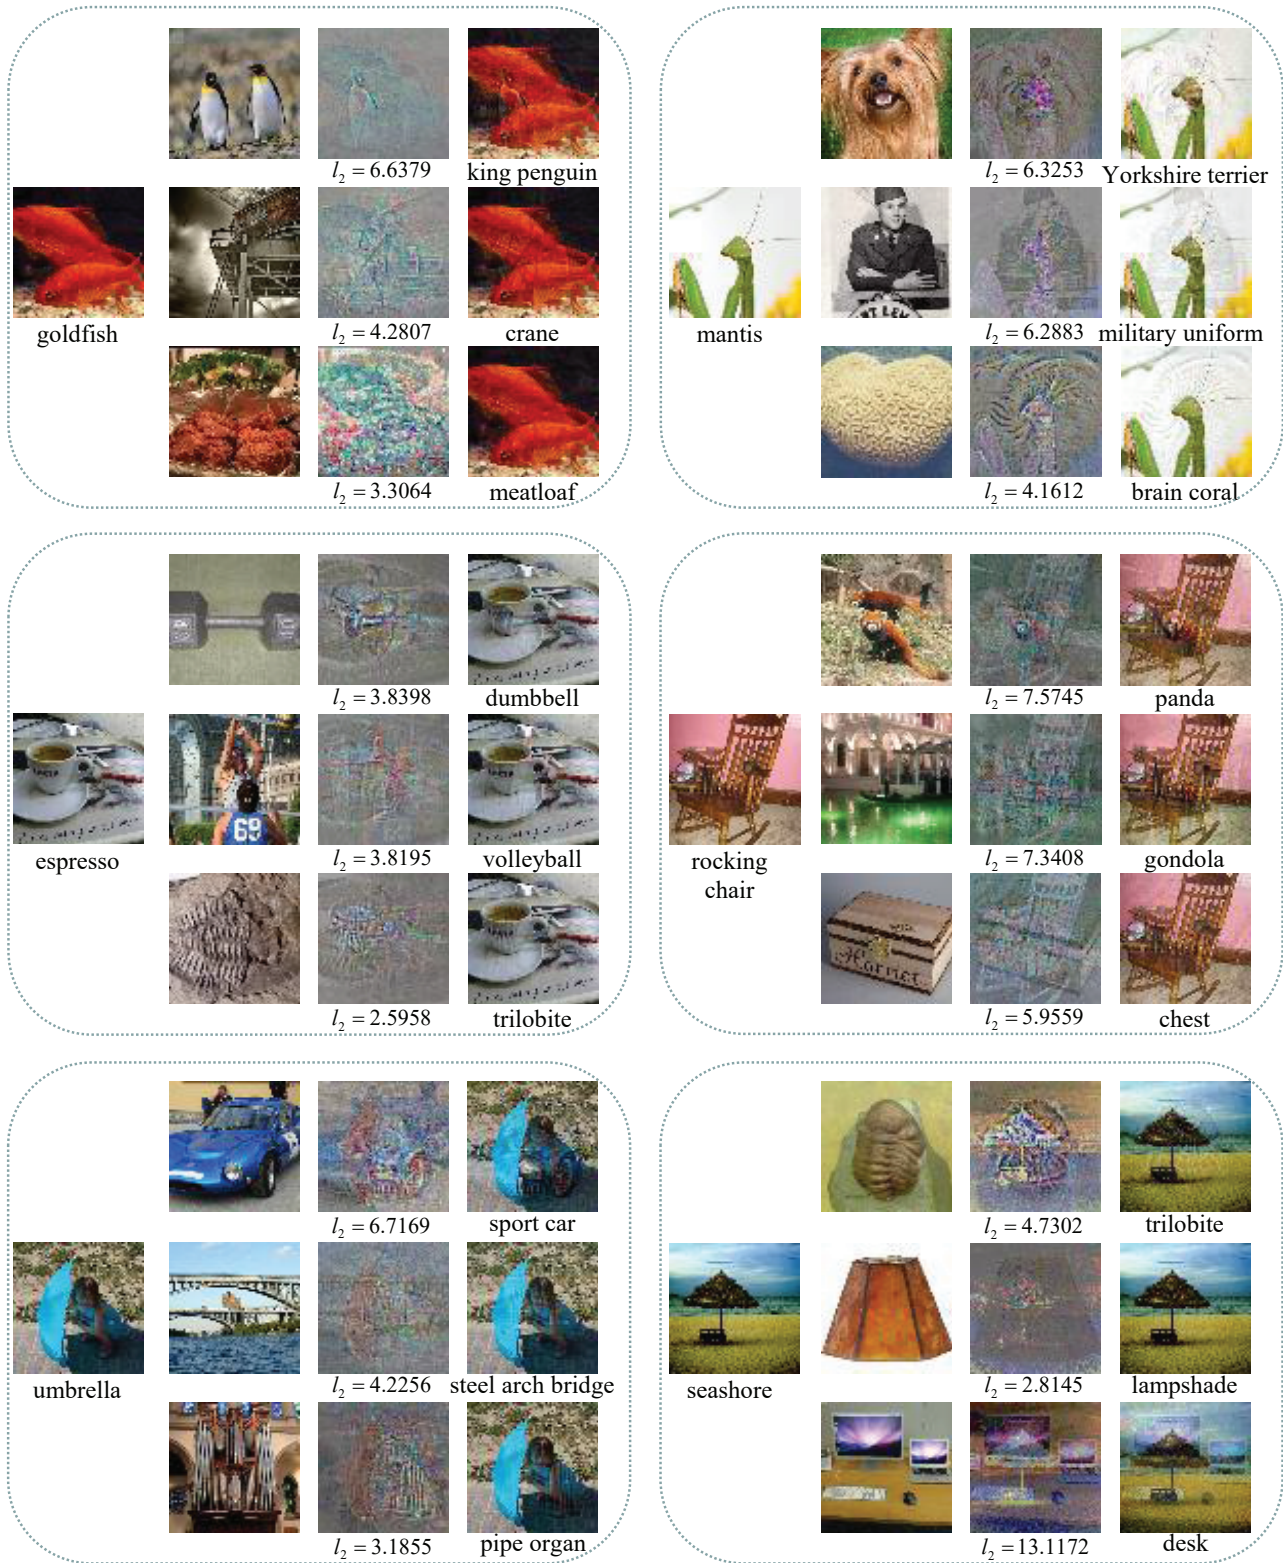 l₂ = 6.6379
king penguin
goldfish
l₂ = 4.2807
crane
l₂ = 3.3064
meatloaf
l₂ = 6.3253
Yorkshire terrier
NT LEV
mantis
l₂ = 6.2883
military uniform
l₂ = 4.1612
brain coral
l₂ = 3.8398
dumbbell
69
espresso
l₂ = 3.8195
volleyball
l₂ = 2.5958
trilobite
l₂ = 7.5745
panda
rocking
chair
l₂ = 7.3408
gondola
Harriet
l₂ = 5.9559
chest
l₂ = 6.7169
sport car
umbrella
l₂ = 4.2256
steel arch bridge
l₂ = 3.1855
pipe organ
l₂ = 4.7302
trilobite
seashore
l₂ = 2.8145
lampshade
l₂ = 13.1172
desk